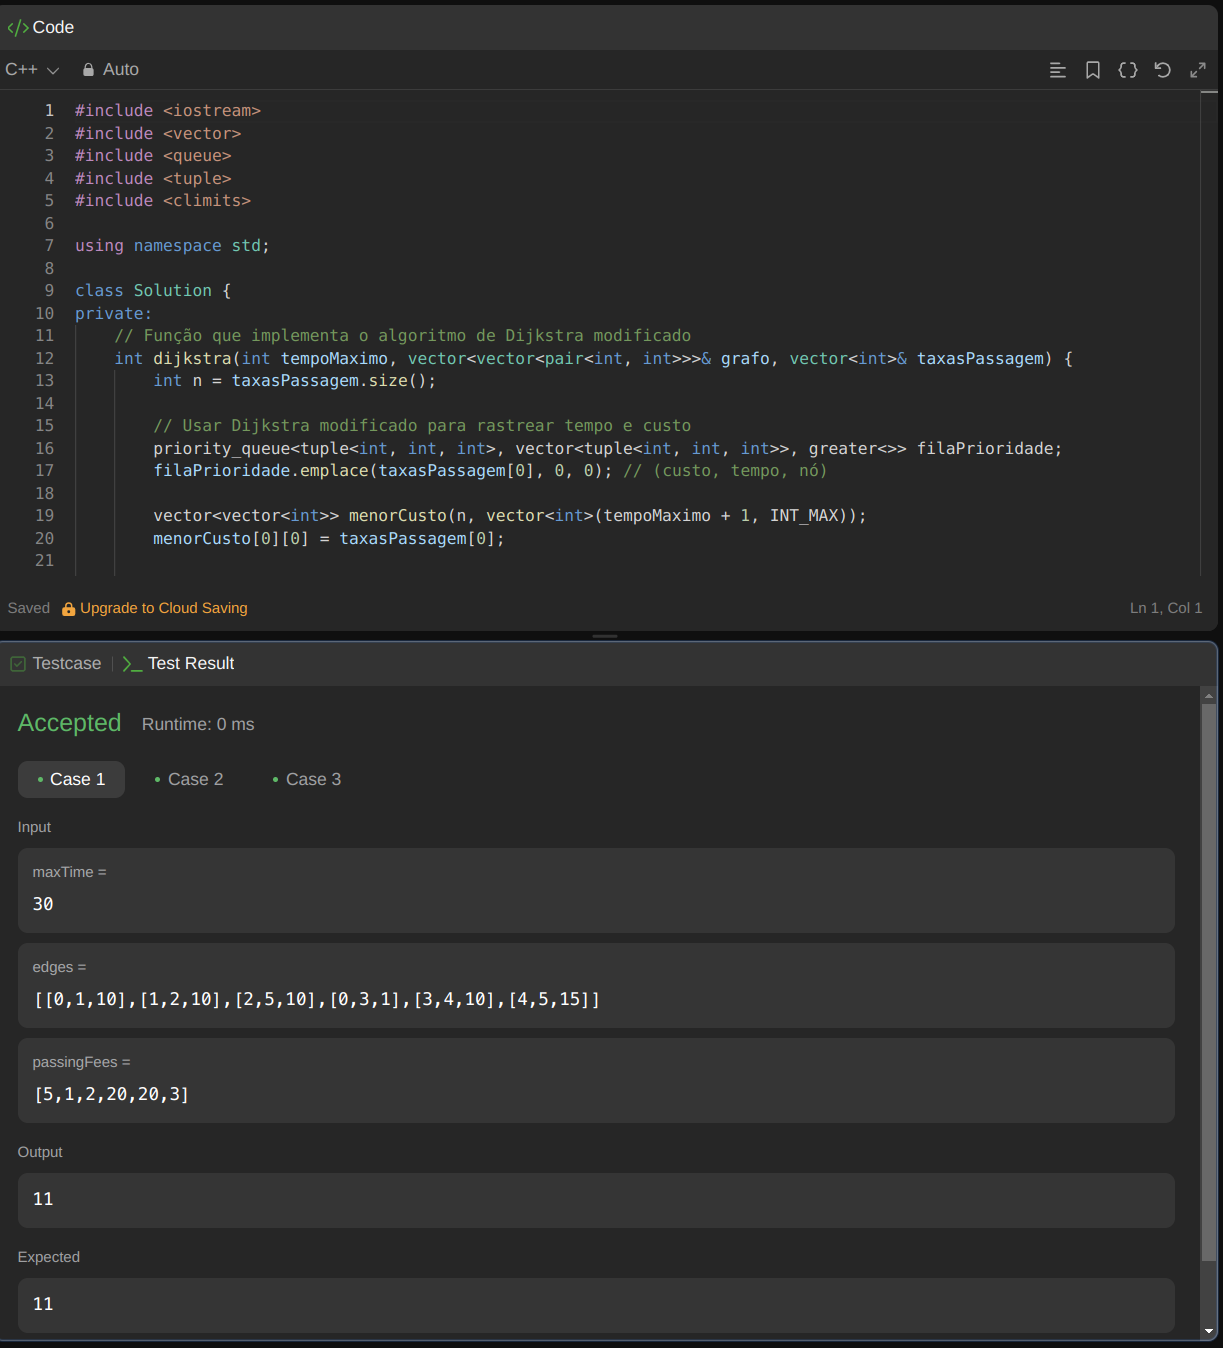 </> Code
C++ Auto
1 #include <iostream>
2 #include <vector>
3 #include <queue>
4 #include <tuple>
5 #include <climits>
6
7 using namespace std;
8
9 class Solution {
10 private:
11 // Função que implementa o algoritmo de Dijkstra modificado
12 int dijkstra(int tempoMaximo, vector<vector<pair<int, int>>>& grafo, vector<int>& taxasPassagem) {
13 int n = taxasPassagem.size();
14
15 // Usar Dijkstra modificado para rastrear tempo e custo
16 priority_queue<tuple<int, int, int>, vector<tuple<int, int, int>>, greater<>> filaPrioridade;
17 filaPrioridade.emplace(taxasPassagem[0], 0, 0); // (custo, tempo, nó)
18
19 vector<vector<int>> menorCusto(n, vector<int>(tempoMaximo + 1, INT_MAX));
20 menorCusto[0][0] = taxasPassagem[0];
21
Saved Upgrade to Cloud Saving Ln 1, Col 1
Testcase >_ Test Result
Accepted Runtime: 0 ms
• Case 1 • Case 2 • Case 3
Input
maxTime =
30
edges =
[[0,1,10],[1,2,10],[2,5,10],[0,3,1],[3,4,10],[4,5,15]]
passingFees =
[5,1,2,20,20,3]
Output
11
Expected
11